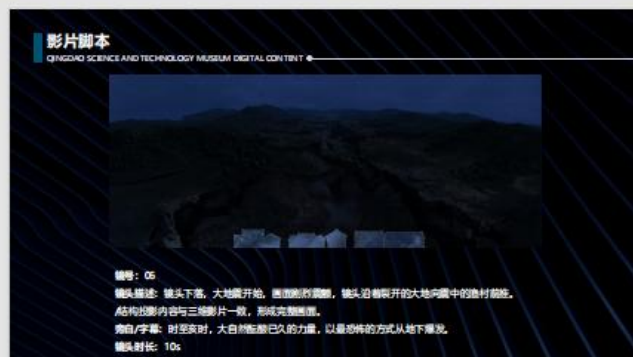 影片脚本
QINGDAO SCIENCE AND TECHNOLOGY MUSEUM DIGITAL CONTENT
镜号：06
镜头描述：镜头下落，大地震开始，画面剧烈震颤，镜头沿着裂开的大地向震中的渔村前推。
/结构投影内容与三维影片一致，形成完整画面。
旁白/字幕：时至亥时，大自然酝酿已久的力量，以最恐怖的方式从地下爆发。
镜头时长：10s